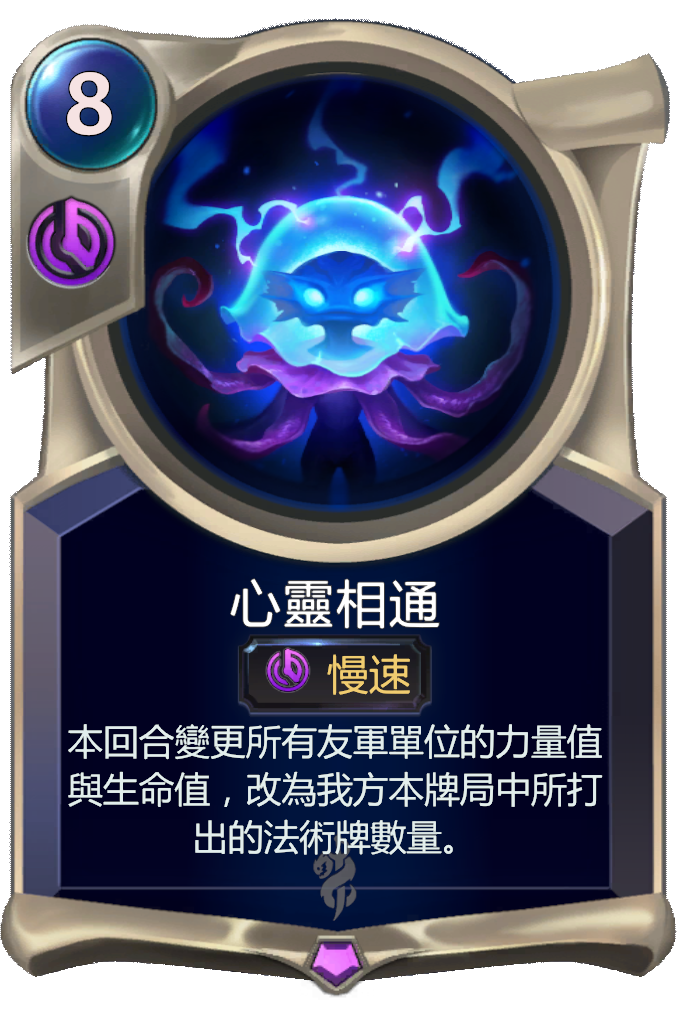 8
心靈相通
慢速
本回合變更所有友軍單位的力量值
與生命值，改為我方本牌局中所打
出的法術牌數量。